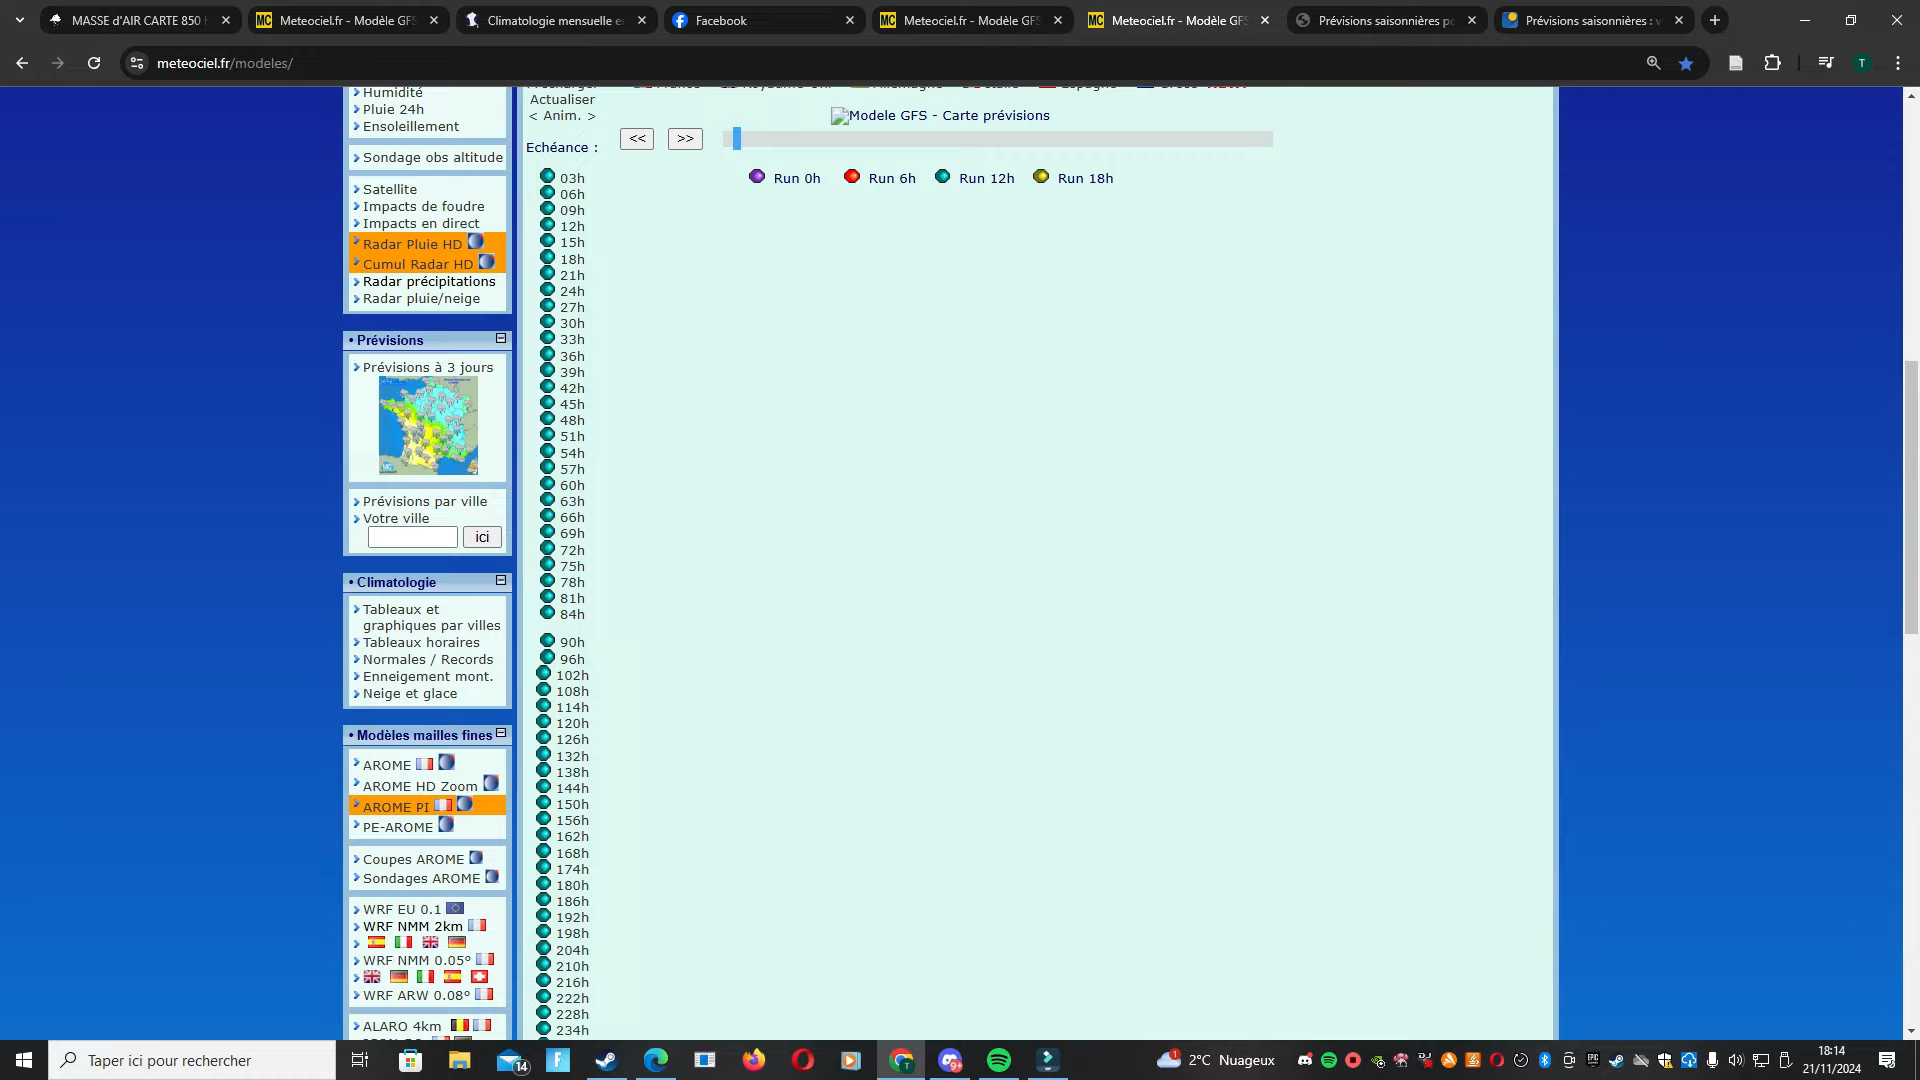 MASSE d'AIR CARTE 850
Meteociel.fr - Modèle GFS
Climatologie mensuelle e
Facebook
Meteociel.fr - Modèle GFS
Meteociel.fr - Modèle GFS
Prévisions saisonnières po
Prévisions saisonnières :
meteociel.fr/modeles/
T
Humidité
Pluie 24h
Ensoleillement
Sondage obs altitude
Satellite
Impacts de foudre
Impacts en direct
Radar Pluie HD
Cumul Radar HD
Radar précipitations
Radar pluie/neige
• Prévisions
Prévisions à 3 jours
Prévisions par ville
Votre ville
ici
• Climatologie
Tableaux et
graphiques par villes
Tableaux horaires
Normales / Records
Enneigement mont.
Neige et glace
• Modèles mailles fines
AROME
AROME HD Zoom
AROME PI
PE-AROME
Coupes AROME
Sondages AROME
WRF EU 0.1
WRF NMM 2km
WRF NMM 0.05°
WRF ARW 0.08°
ALARO 4km
Actualiser
< Anim. >
Echéance :
<< >>
Modele GFS - Carte prévisions
Run 0h Run 6h Run 12h Run 18h
03h
06h
09h
12h
15h
18h
21h
24h
27h
30h
33h
36h
39h
42h
45h
48h
51h
54h
57h
60h
63h
66h
69h
72h
75h
78h
81h
84h
90h
96h
102h
108h
114h
120h
126h
132h
138h
144h
150h
156h
162h
168h
174h
180h
186h
192h
198h
204h
210h
216h
222h
228h
234h
Taper ici pour rechercher
14
9+
2°C Nuageux
18:14
21/11/2024